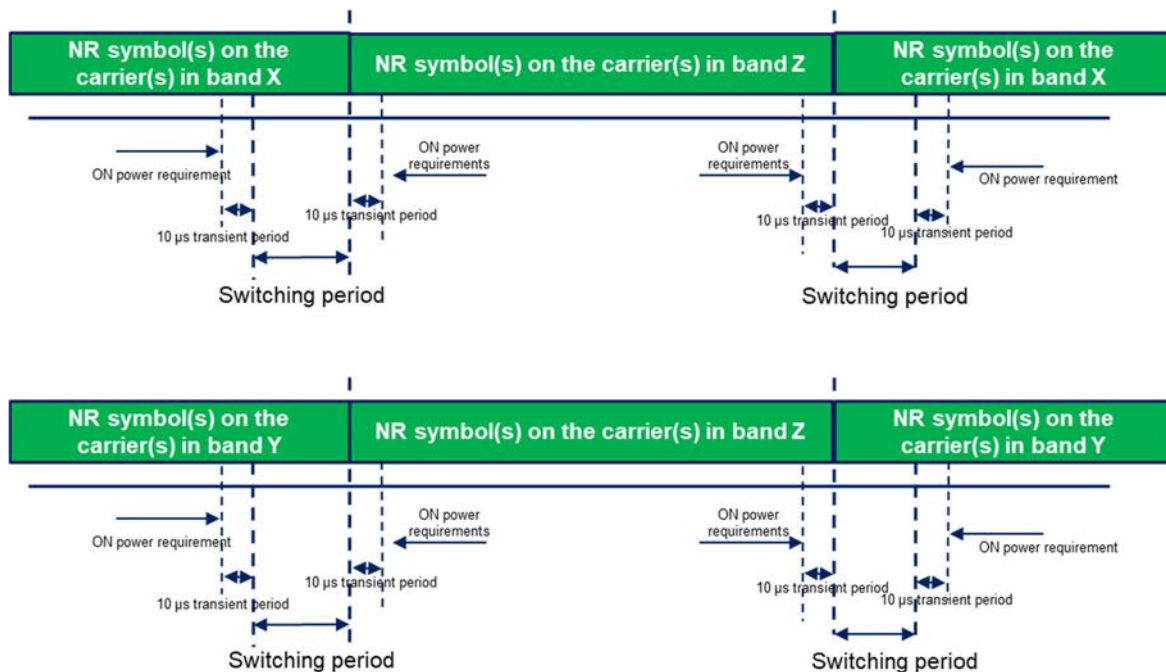 NR symbol(s) on the
carrier(s) in band X
NR symbol(s) on the carrier(s) in band Z
NR symbol(s) on the
carrier(s) in band X
ON power requirement
ON power
requirements
ON power
requirements
ON power requirement
10 µs transient period
10 µs transient period
10 µs transient period
10 µs transient period
Switching period
Switching period
NR symbol(s) on the
carrier(s) in band Y
NR symbol(s) on the carrier(s) in band Z
NR symbol(s) on the
carrier(s) in band Y
ON power requirement
ON power
requirements
ON power
requirements
ON power requirement
10 µs transient period
10 µs transient period
10 µs transient period
10 µs transient period
Switching period
Switching period